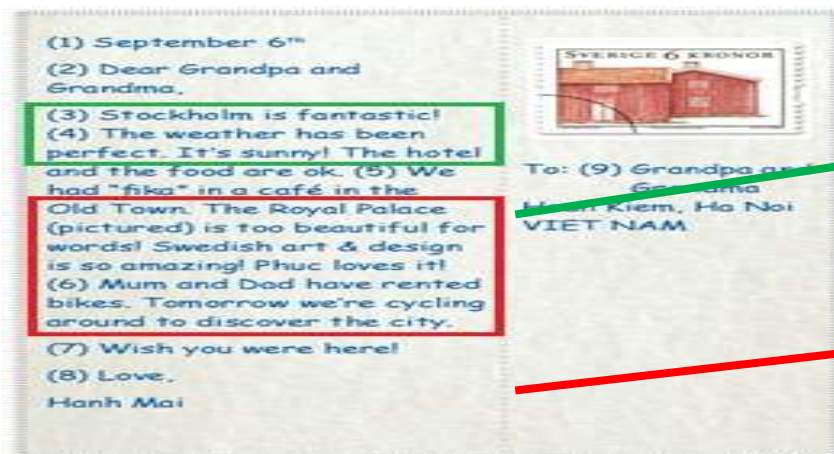 (1) September 6TH
(2) Dear Grandpa and
Grandma,
(3) Stockholm is fantastic!
(4) The weather has been
perfect. It's sunny! The hotel
and the food are ok. (5) We
had "fika" in a café in the
Old Town. The Royal Palace
(pictured) is too beautiful for
words! Swedish art & design
is so amazing! Phuc loves it!
(6) Mum and Dad have rented
bikes. Tomorrow we're cycling
around to discover the city.
(7) Wish you were here!
(8) Love,
Hanh Mai
SVERIGE 6 KRONOR
To: (9) Grandpa and
Grandma
Kiem, Ha Noi
VIET NAM